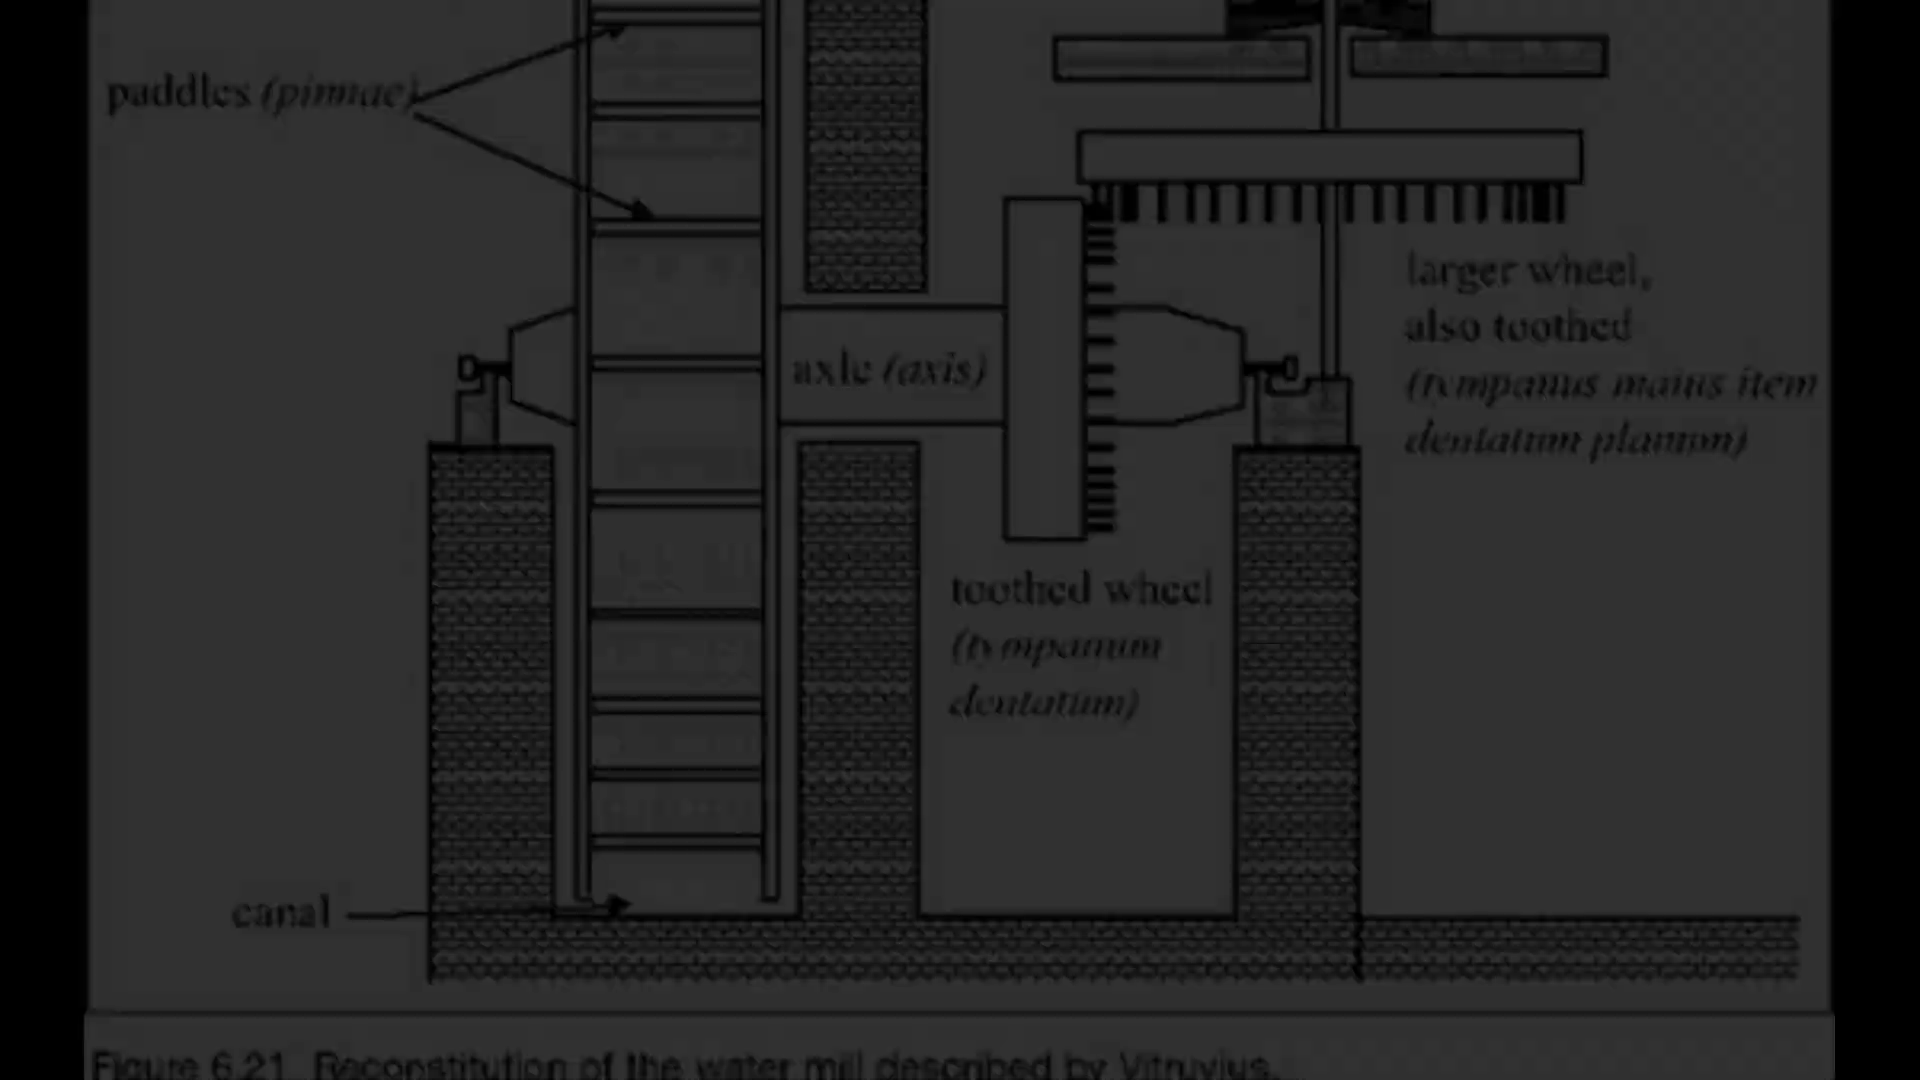 paddles (pinnae)
larger wheel,
also toothed
(tympanus maius item
dentatum planum)
axle (axis)
toothed wheel
(tympanum
dentatum)
canal
Figure 6.21 Reconstitution of the water mill described by Vitruvius.